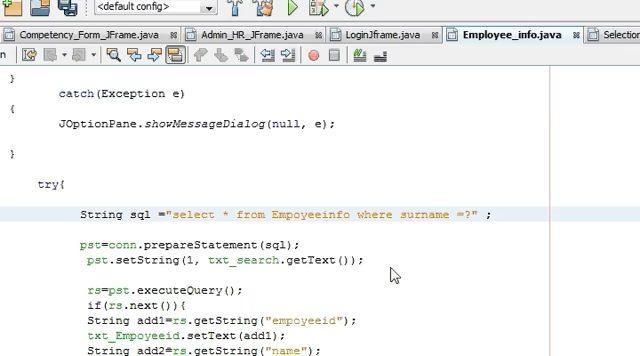 <default config>
Competency_Form_JFrame.java Admin_HR_JFrame.java LoginJframe.java Employee_info.java Selection
}
catch(Exception e)
{
JOptionPane.showMessageDialog(null, e);
}
try{
String sql ="select * from Empoyeeinfo where surname =?" ;
pst=conn.prepareStatement(sql);
pst.setString(1, txt_search.getText());
rs=pst.executeQuery();
if(rs.next()){
String add1=rs.getString("empoyeeid");
txt_Empoyeeid.setText(add1);
String add2=rs.getString("name");